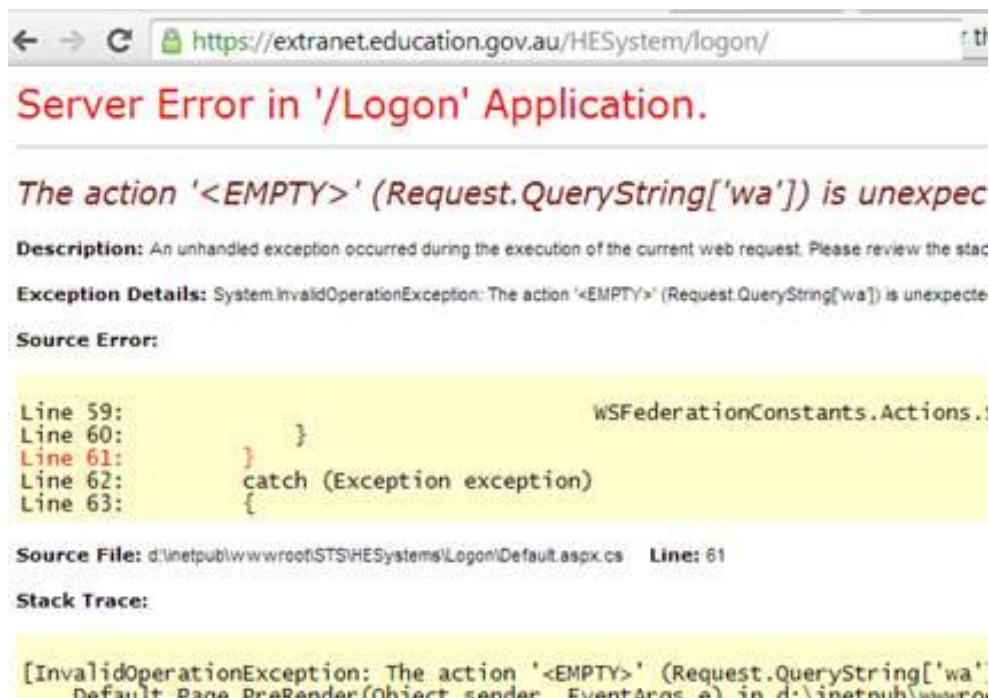 https://extranet.education.gov.au/HESystem/logon/ r th
Server Error in '/Logon' Application.
The action '<EMPTY>' (Request.QueryString['wa']) is unexpec
Description: An unhandled exception occurred during the execution of the current web request. Please review the stac
Exception Details: System.InvalidOperationException: The action '<EMPTY>' (Request.QueryString['wa']) is unexpecte
Source Error:
Line 59: WSFederationConstants.Actions.S
Line 60: }
Line 61: }
Line 62: catch (Exception exception)
Line 63: {
Source File: d:\inetpub\wwwroot\STS\HESystems\Logon\Default.aspx.cs Line: 61
Stack Trace:
[InvalidOperationException: The action '<EMPTY>' (Request.QueryString['wa']
Default.Page_PreRender(Object sender, EventArgs e) in d:\inetpub\wwwro